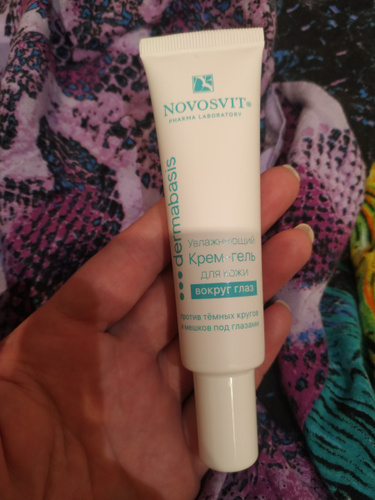 NOVOSVIT®
PHARMA LABORATORY
dermabasis
Увлажняющий
Крем-гель
для кожи
вокруг глаз
против тёмных кругов
и мешков под глазами